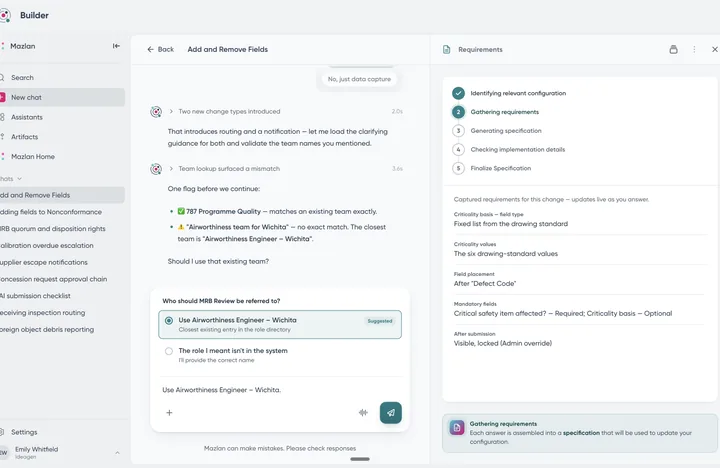 Builder
Mazlan
Search
New chat
Assistants
Artifacts
Mazlan Home
hats
dd and Remove Fields
dding fields to Nonconformance
RB quorum and disposition rights
alibration overdue escalation
upplier escape notifications
oncession request approval chain
AI submission checklist
eceiving inspection routing
oreign object debris reporting
Settings
EW
Emily Whitfield
Ideagen
Back
Add and Remove Fields
No, just data capture
Two new change types introduced
2.0s
That introduces routing and a notification — let me load the clarifying
guidance for both and validate the team names you mentioned.
Team lookup surfaced a mismatch
3.6s
One flag before we continue:
• ✅ 787 Programme Quality — matches an existing team exactly.
• ⚠️ "Airworthiness team for Wichita" — no exact match. The closest
team is "Airworthiness Engineer – Wichita".
Should I use that existing team?
Who should MRB Review be referred to?
Use Airworthiness Engineer – Wichita
Suggested
Closest existing entry in the role directory
The role I meant isn't in the system
I'll provide the correct name
Use Airworthiness Engineer – Wichita.
Mazlan can make mistakes. Please check responses
Requirements
Identifying relevant configuration
2 Gathering requirements
3 Generating specification
4 Checking implementation details
5 Finalize Specification
Captured requirements for this change — updates live as you answer.
Criticality basis — field type
Fixed list from the drawing standard
Criticality values
The six drawing-standard values
Field placement
After "Defect Code"
Mandatory fields
Critical safety item affected? — Required; Criticality basis — Optional
After submission
Visible, locked (Admin override)
Gathering requirements
Each answer is assembled into a specification that will be used to update your
configuration.